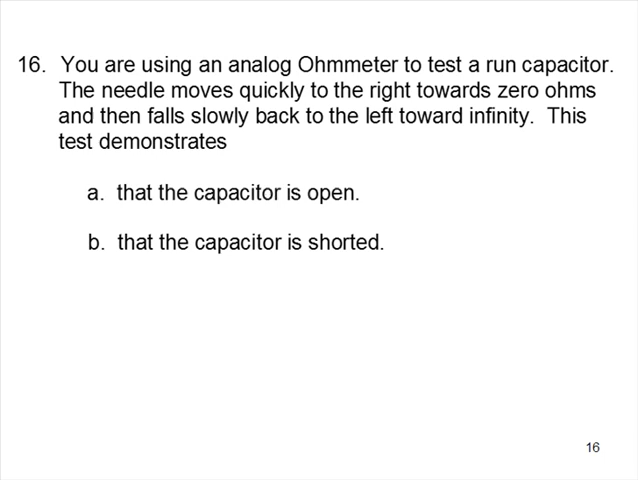 16. You are using an analog Ohmmeter to test a run capacitor.
The needle moves quickly to the right towards zero ohms
and then falls slowly back to the left toward infinity. This
test demonstrates
a. that the capacitor is open.
b. that the capacitor is shorted.
16